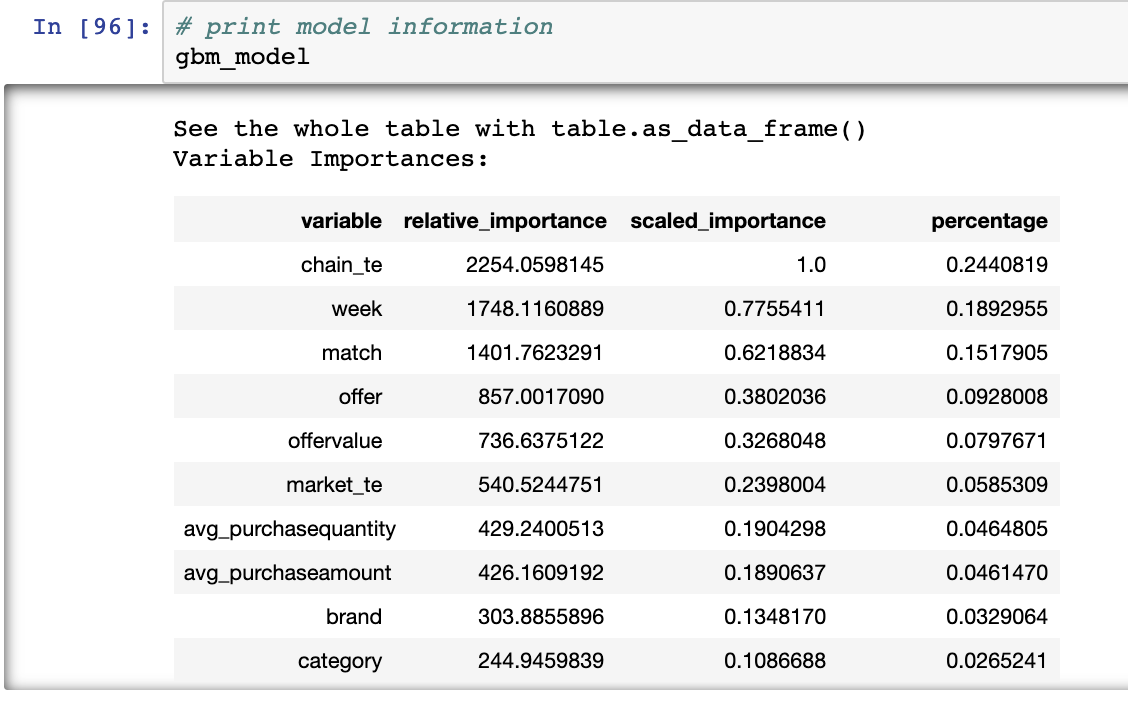 In [96]: # print model information
gbm_model
See the whole table with table.as_data_frame()
Variable Importances:
variable relative_importance scaled_importance percentage
chain_te 2254.0598145 1.0 0.2440819
week 1748.1160889 0.7755411 0.1892955
match 1401.7623291 0.6218834 0.1517905
offer 857.0017090 0.3802036 0.0928008
offervalue 736.6375122 0.3268048 0.0797671
market_te 540.5244751 0.2398004 0.0585309
avg_purchasequantity 429.2400513 0.1904298 0.0464805
avg_purchaseamount 426.1609192 0.1890637 0.0461470
brand 303.8855896 0.1348170 0.0329064
category 244.9459839 0.1086688 0.0265241